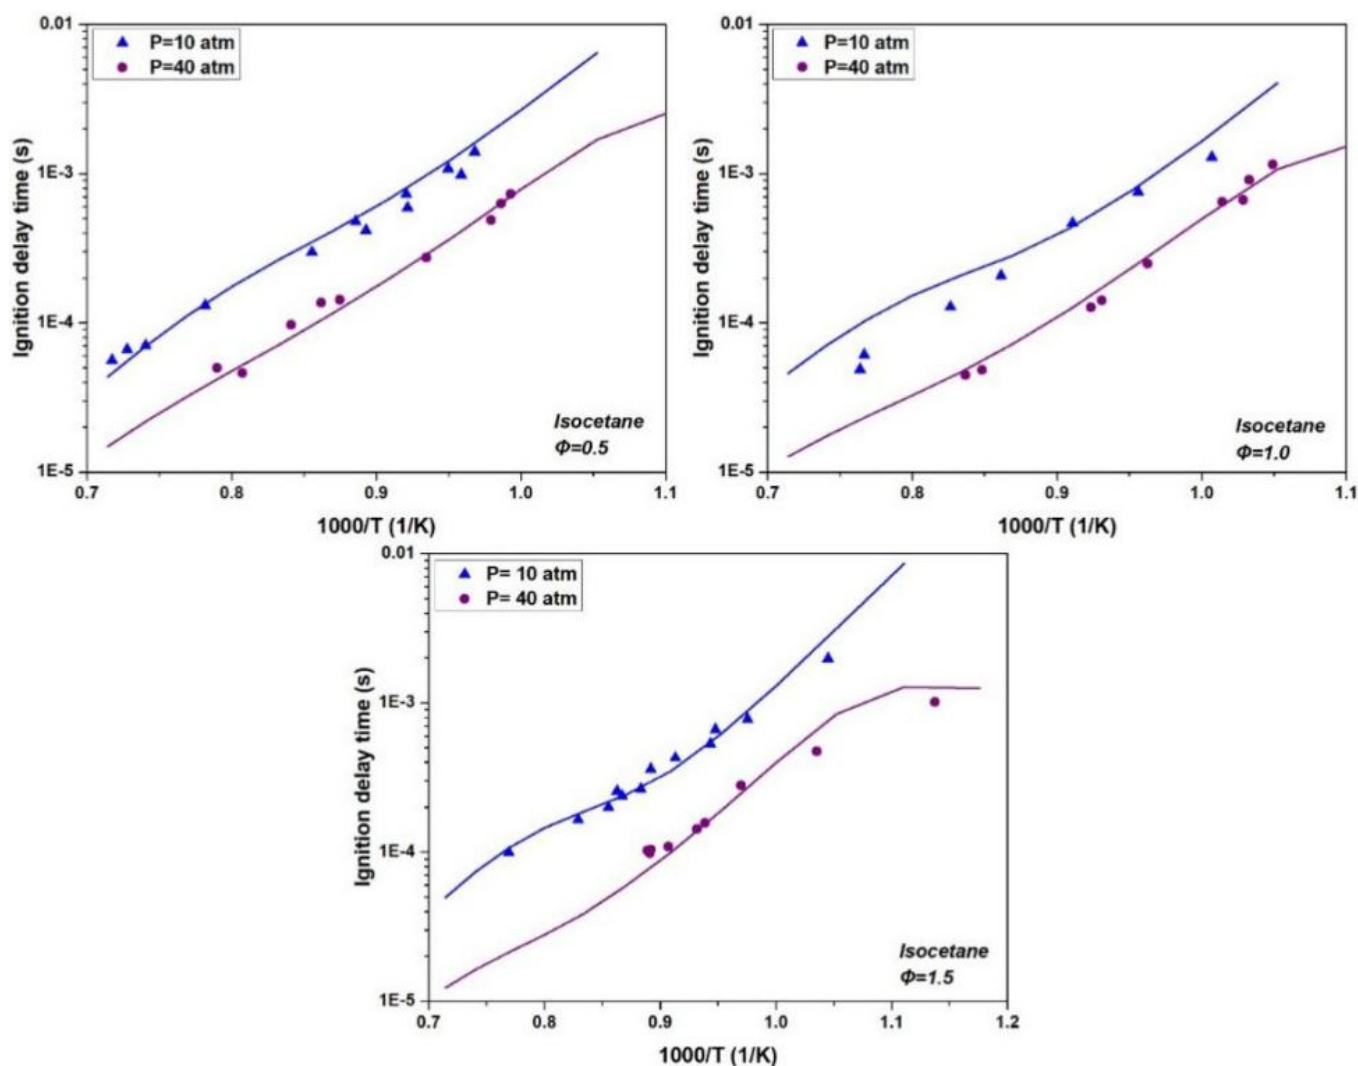 0.01
P=10 atm
P=40 atm
1E-3
1E-4
1E-5
Ignition delay time (s)
Isocetane
Φ=0.5
0.7 0.8 0.9 1.0 1.1
1000/T (1/K)
0.01
P=10 atm
P=40 atm
1E-3
1E-4
1E-5
Ignition delay time (s)
Isocetane
Φ=1.0
0.7 0.8 0.9 1.0 1.1
1000/T (1/K)
0.01
P= 10 atm
P= 40 atm
1E-3
1E-4
1E-5
Ignition delay time (s)
Isocetane
Φ=1.5
0.7 0.8 0.9 1.0 1.1 1.2
1000/T (1/K)